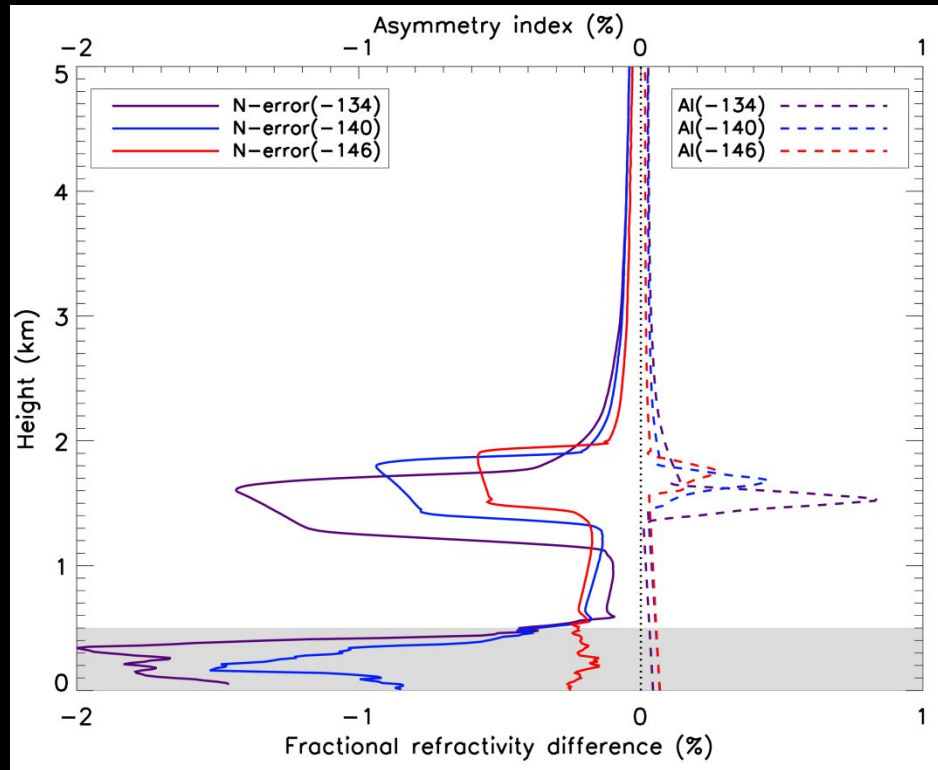 Asymmetry index (%)
-2 -1 0 1
N-error(-134)
N-error(-140)
N-error(-146)
AI(-134)
AI(-140)
AI(-146)
Height (km)
5
4
3
2
1
0
-2 -1 0 1
Fractional refractivity difference (%)